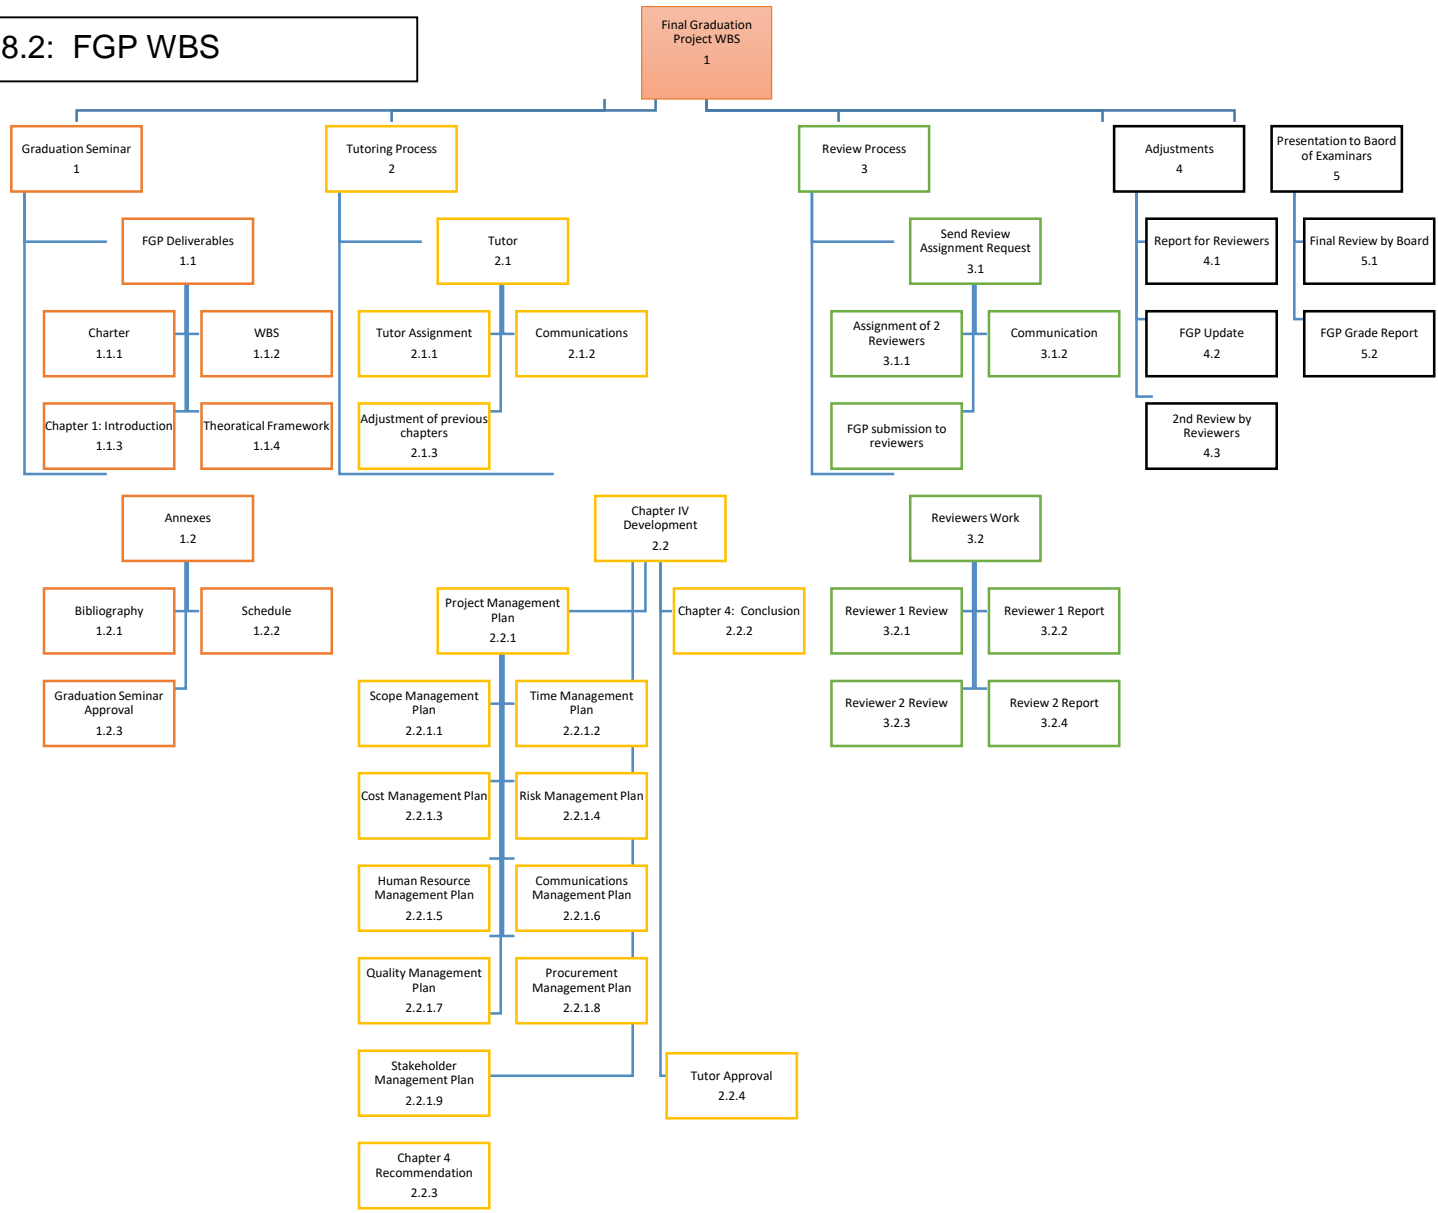 8.2:  FGP WBS
Final Graduation
Project WBS
1
Graduation Seminar
1
Tutoring Process
2
Review Process
3
Adjustments
4
Presentation to Baord
of Examinars
5
FGP Deliverables
1.1
Tutor
2.1
Send Review
Assignment Request
3.1
Report for Reviewers
4.1
Final Review by Board
5.1
Charter
1.1.1
WBS
1.1.2
Tutor Assignment
2.1.1
Communications
2.1.2
Assignment of 2
Reviewers
3.1.1
Communication
3.1.2
FGP Update
4.2
FGP Grade Report
5.2
Chapter 1: Introduction
1.1.3
Theoratical Framework
1.1.4
Adjustment of previous
chapters
2.1.3
FGP submission to
reviewers
2nd Review by
Reviewers
4.3
Annexes
1.2
Chapter IV
Development
2.2
Reviewers Work
3.2
Bibliography
1.2.1
Schedule
1.2.2
Project Management
Plan
2.2.1
Chapter 4:  Conclusion
2.2.2
Reviewer 1 Review
3.2.1
Reviewer 1 Report
3.2.2
Graduation Seminar
Approval
1.2.3
Scope Management
Plan
2.2.1.1
Time Management
Plan
2.2.1.2
Reviewer 2 Review
3.2.3
Review 2 Report
3.2.4
Cost Management Plan
2.2.1.3
Risk Management Plan
2.2.1.4
Human Resource
Management Plan
2.2.1.5
Communications
Management Plan
2.2.1.6
Quality Management
Plan
2.2.1.7
Procurement
Management Plan
2.2.1.8
Stakeholder
Management Plan
2.2.1.9
Tutor Approval
2.2.4
Chapter 4
Recommendation
2.2.3